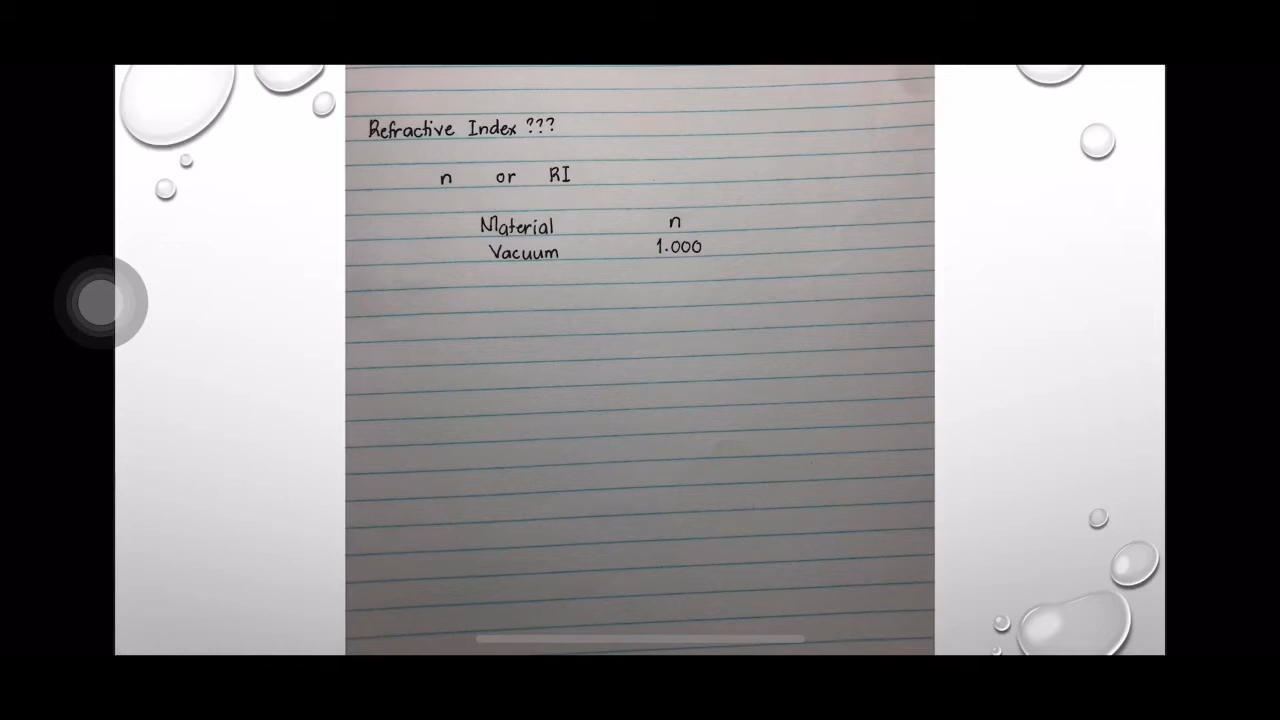 Refractive Index ???
n or RI
Material n
Vacuum 1.000